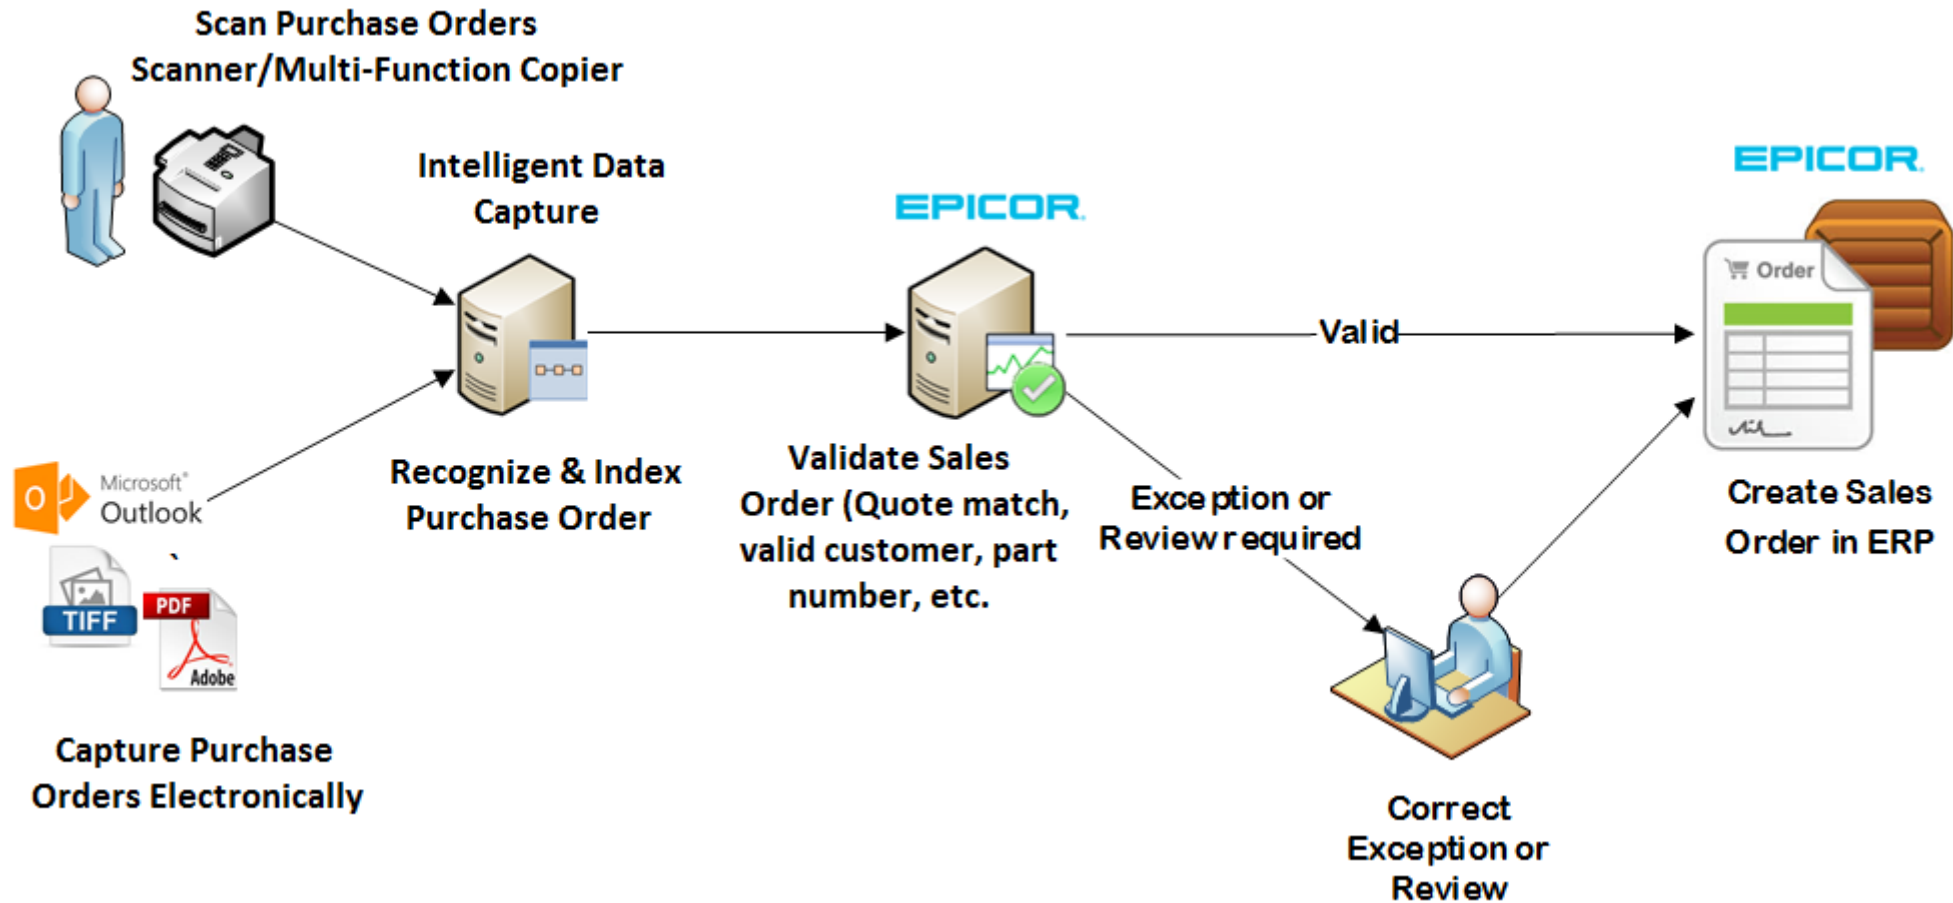 Scan Purchase Orders
Scanner/Multi-Function Copier
Intelligent Data
Capture
EPICOR.
EPICOR.
Order
Valid
Microsoft®
Outlook
O
`
TIFF
PDF
Adobe
Recognize & Index
Purchase Order
Validate Sales
Order (Quote match,
valid customer, part
number, etc.
Exception or
Review required
Create Sales
Order in ERP
Capture Purchase
Orders Electronically
Correct
Exception or
Review